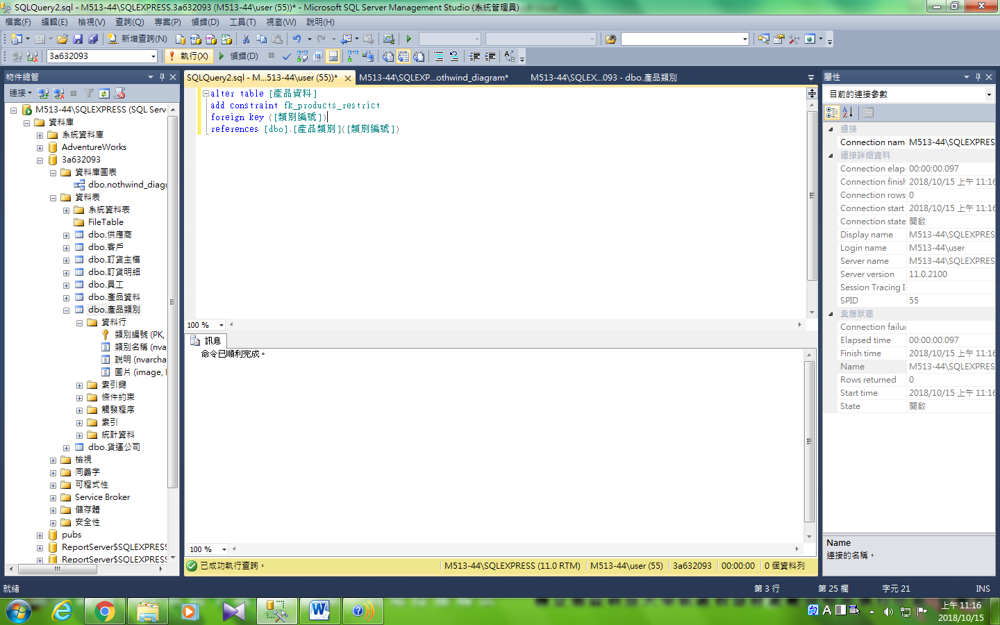 SQLQuery2.sql - M513-44\SQLEXPRESS.3a632093 (M513-44\user (55))* - Microsoft SQL Server Management Studio (系統管理員)
檔案(F) 編輯(E) 檢視(V) 查詢(Q) 專案(P) 偵錯(D) 工具(T) 視窗(W) 說明(H)
新增查詢(N)
3a632093 執行(X) 偵錯(D)
物件總管
連接
M513-44\SQLEXPRESS (SQL Serv
資料庫
系統資料庫
AdventureWorks
3a632093
資料庫圖表
dbo.nothwind_diagr
資料表
系統資料表
FileTable
dbo.供應商
dbo.客戶
dbo.訂貨主檔
dbo.訂貨明細
dbo.員工
dbo.產品資料
dbo.產品類別
資料行
類別編號 (PK,
類別名稱 (nva
說明 (nvarcha
圖片 (image,
索引鍵
條件約束
觸發程序
索引
統計資料
dbo.貨運公司
檢視
同義字
可程式性
Service Broker
儲存體
安全性
pubs
ReportServer$SQLEXPRESS
ReportServer$SQLEXPRESS
SQLQuery2.sql - M...513-44\user (55))* M513-44\SQLEXP...othwind_diagram* M513-44\SQLEX...093 - dbo.產品類別
alter table [產品資料]
add constraint fk_products_restrict
foreign key ([類別編號])
references [dbo].[產品類別]([類別編號])
100 %
訊息
命令已順利完成。
100 %
已成功執行查詢。 M513-44\SQLEXPRESS (11.0 RTM) M513-44\user (55) 3a632093 00:00:00 0 個資料列
屬性
目前的連接參數
連接
Connection nam M513-44\SQLEXPRES
連接詳細資料
Connection elap 00:00:00.097
Connection finish 2018/10/15 上午 11:16
Connection rows 0
Connection start 2018/10/15 上午 11:16
Connection state 開啟
Display name M513-44\SQLEXPRES
Login name M513-44\user
Server name M513-44\SQLEXPRES
Server version 11.0.2100
Session Tracing I
SPID 55
彙總狀態
Connection failur
Elapsed time 00:00:00.097
Finish time 2018/10/15 上午 11:16
Name M513-44\SQLEXPRES
Rows returned 0
Start time 2018/10/15 上午 11:16
State 開啟
Name
連接的名稱。
就緒 第 3 行 第 25 欄 字元 21 INS
A
上午 11:16
2018/10/15